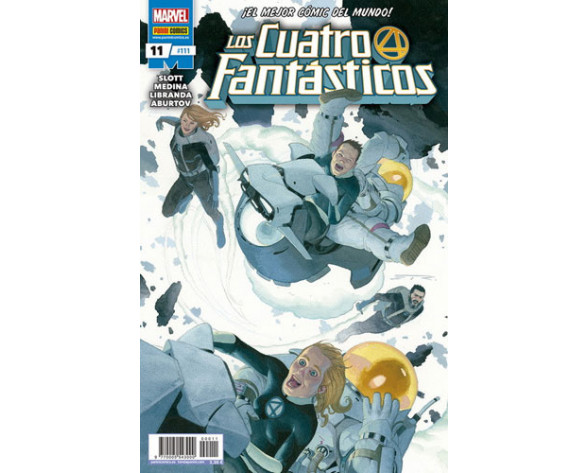 ¡EL MEJOR CÓMIC DEL MUNDO!
MARVEL
PANINI COMICS
11 #111
LOS CUATRO
FANTÁSTICOS
SLOTT
MEDINA
LIBRANDA
ABURTOV